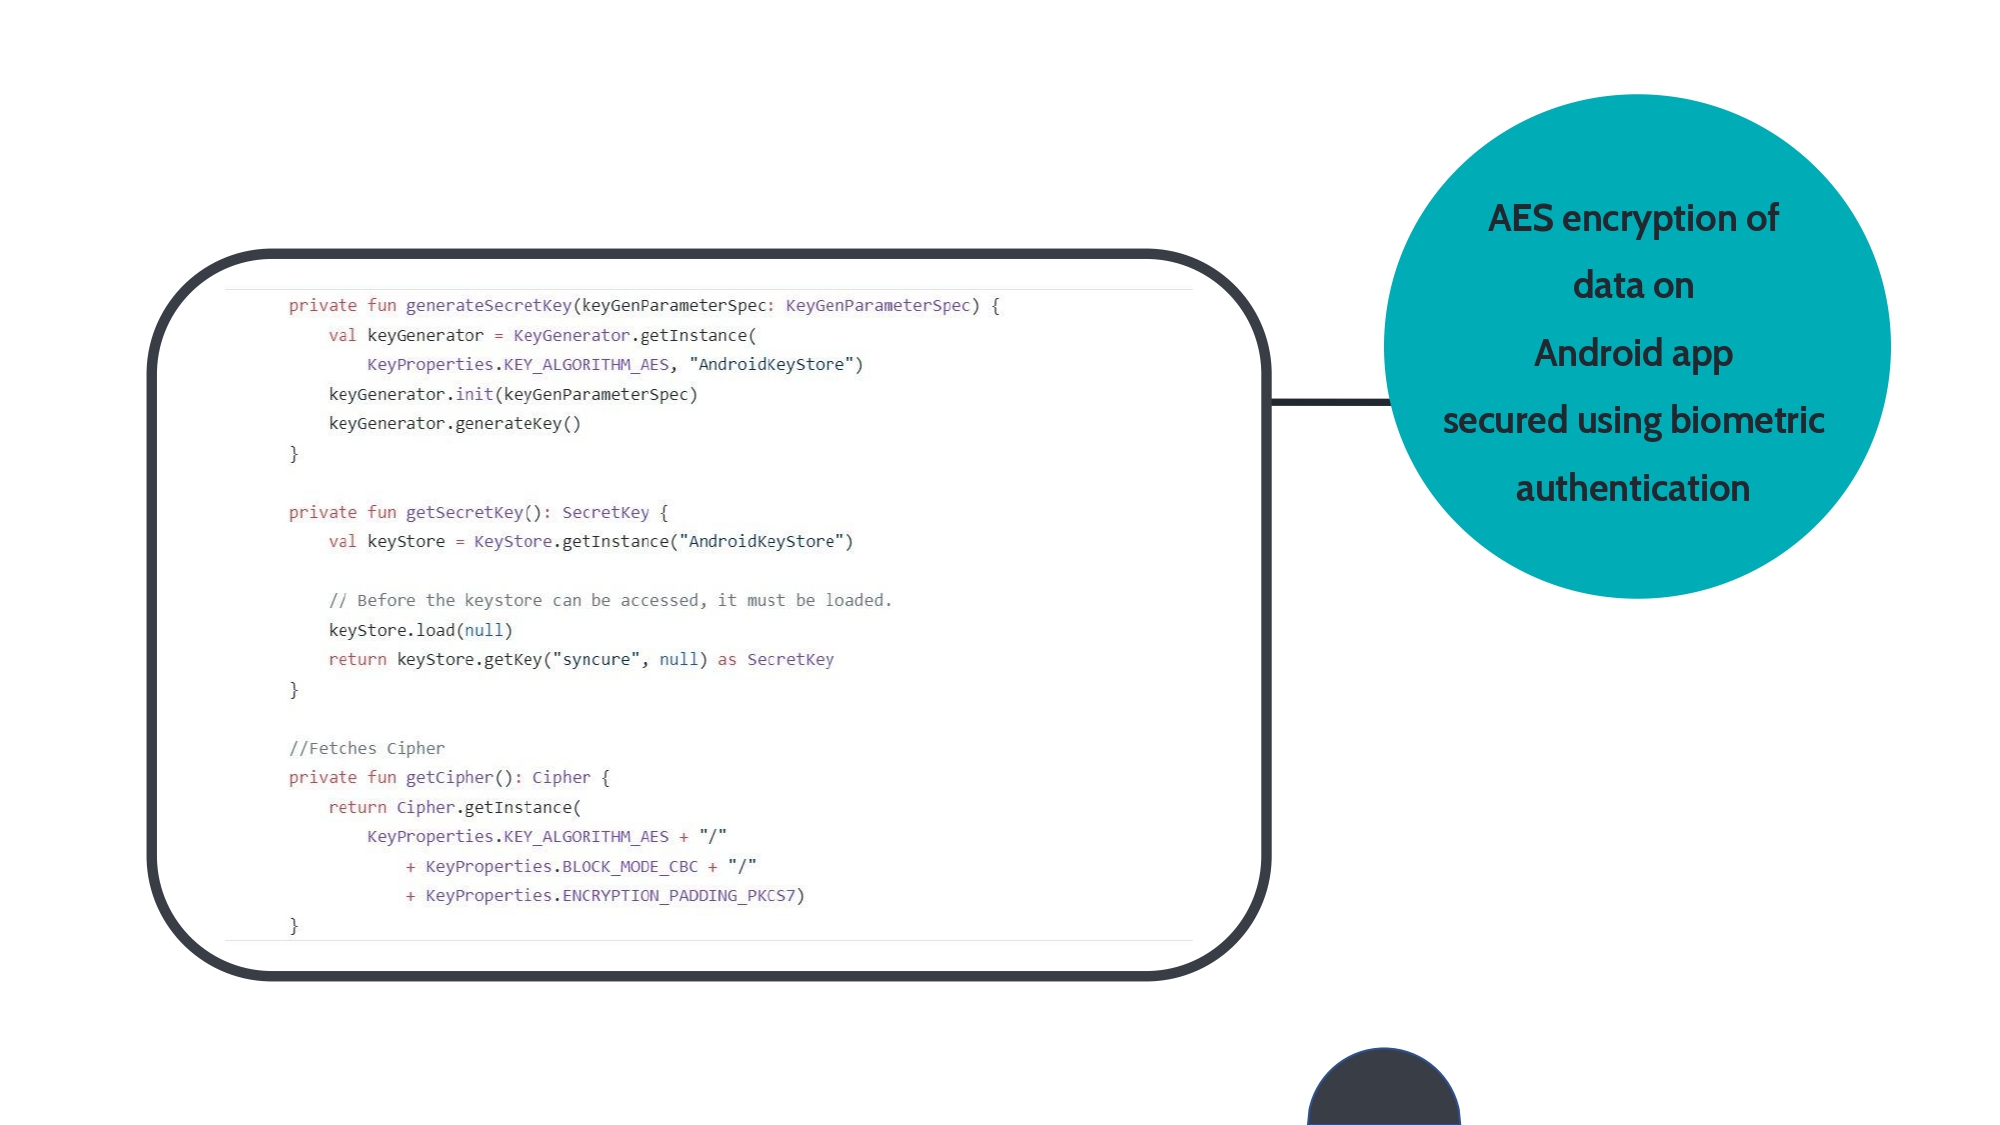 private fun generateSecretKey(keyGenParameterSpec: KeyGenParameterSpec) {
    val keyGenerator = KeyGenerator.getInstance(
        KeyProperties.KEY_ALGORITHM_AES, "AndroidKeyStore")
    keyGenerator.init(keyGenParameterSpec)
    keyGenerator.generateKey()
}
private fun getSecretKey(): SecretKey {
    val keyStore = KeyStore.getInstance("AndroidKeyStore")
    // Before the keystore can be accessed, it must be loaded.
    keyStore.load(null)
    return keyStore.getKey("syncure", null) as SecretKey
}
//Fetches Cipher
private fun getCipher(): Cipher {
    return Cipher.getInstance(
        KeyProperties.KEY_ALGORITHM_AES + "/"
            + KeyProperties.BLOCK_MODE_CBC + "/"
            + KeyProperties.ENCRYPTION_PADDING_PKCS7)
}
AES encryption of
data on
Android app
secured using biometric
authentication